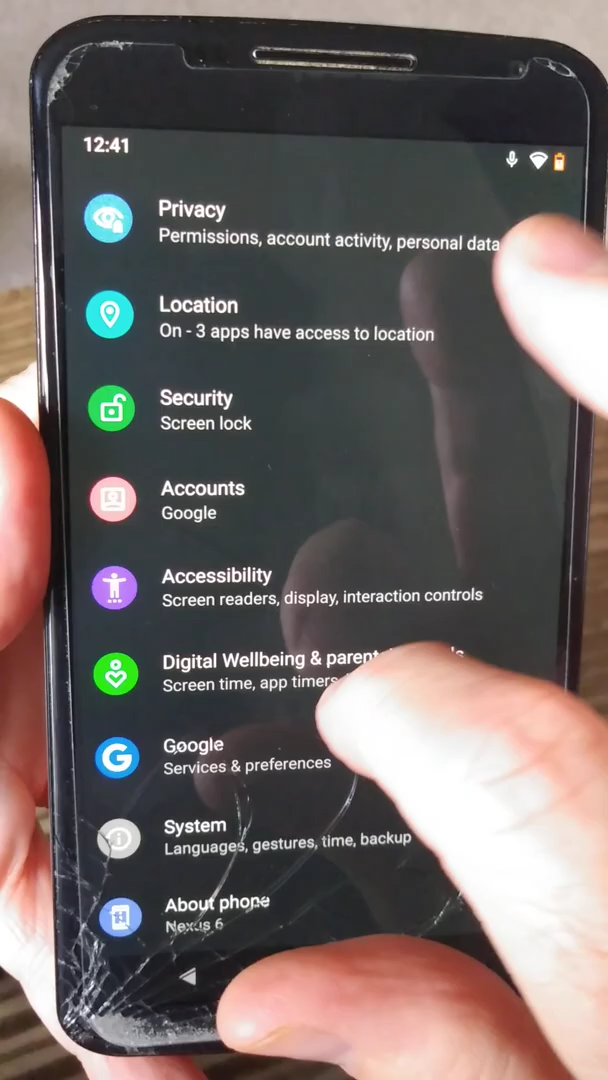 12:41
Privacy
Permissions, account activity, personal data
Location
On - 3 apps have access to location
Security
Screen lock
Accounts
Google
Accessibility
Screen readers, display, interaction controls
Digital Wellbeing &
Screen time, app timers
G
Google
Services & preferences
System
Languages, gestures, time, backup
About phone
Nexus 6